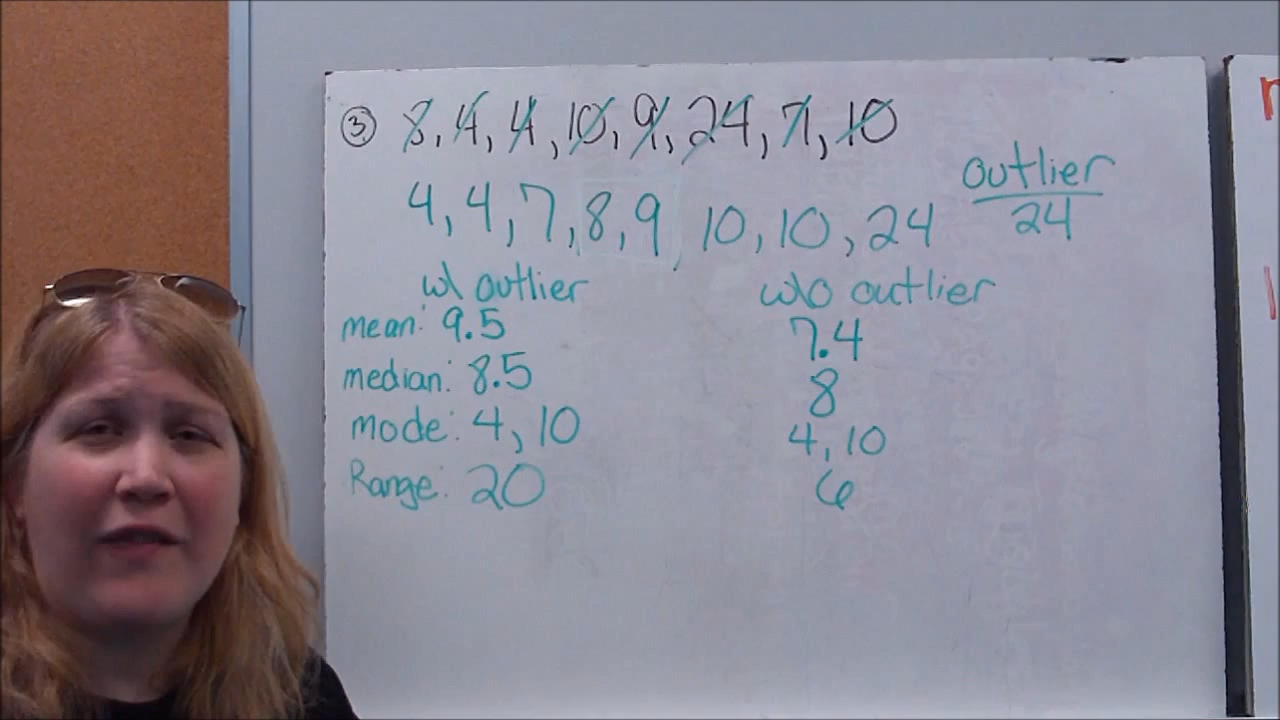 ③ 8, 4, 4, 10, 9, 24, 7, 10
outlier
24
4, 4, 7, 8, 9, 10, 10, 24
w/ outlier w/o outlier
mean: 9.5 7.4
median: 8.5 8
mode: 4, 10 4, 10
Range: 20 6